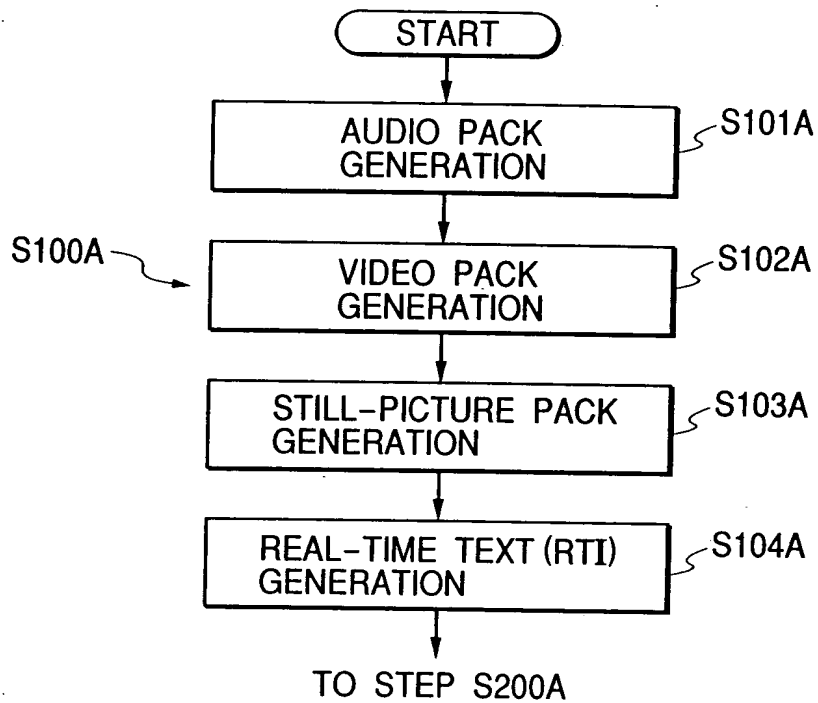 START
AUDIO PACK
GENERATION
S101A
S100A
VIDEO PACK
GENERATION
S102A
STILL-PICTURE PACK
GENERATION
S103A
REAL-TIME TEXT (RTI)
GENERATION
S104A
TO STEP S200A